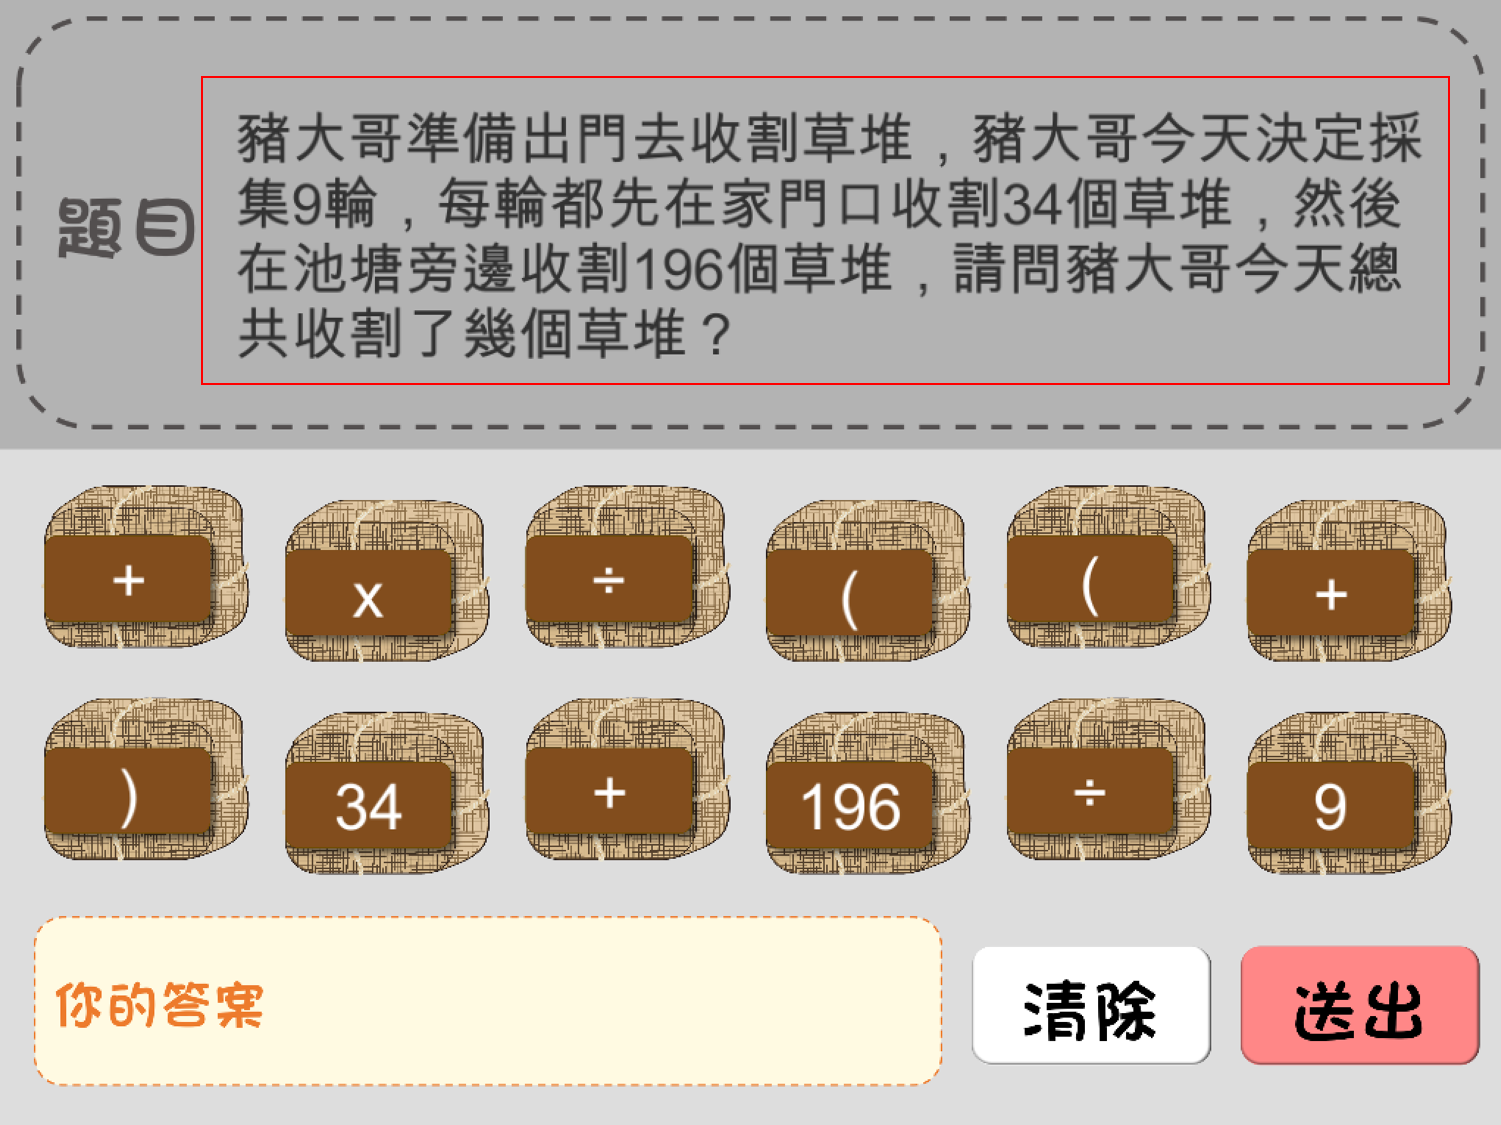 題目
豬大哥準備出門去收割草堆，豬大哥今天決定採
集9輪，每輪都先在家門口收割34個草堆，然後
在池塘旁邊收割196個草堆，請問豬大哥今天總
共收割了幾個草堆？
+ x ÷ ( ( +
) 34 + 196 ÷ 9
你的答案
清除
送出